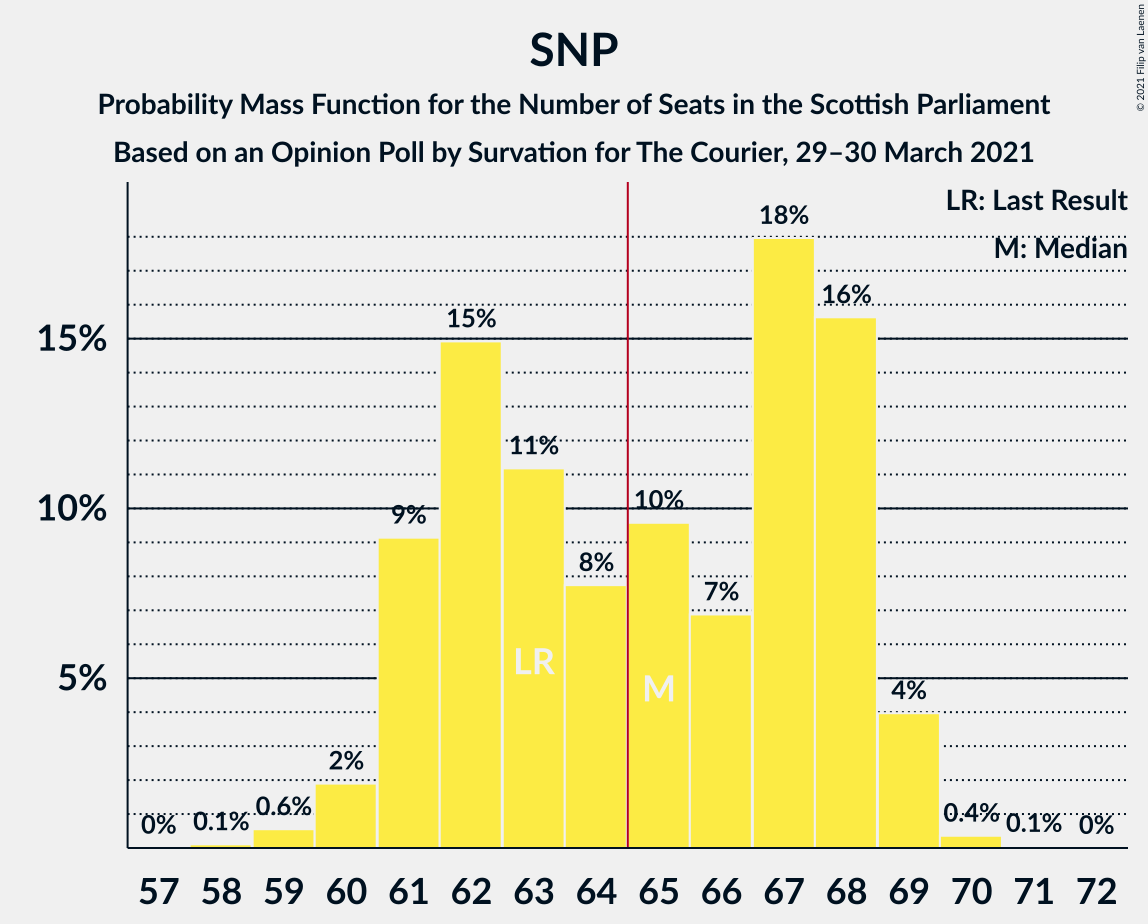 SNP
Probability Mass Function for the Number of Seats in the Scottish Parliament
Based on an Opinion Poll by Survation for The Courier, 29–30 March 2021
© 2021 Filip van Laenen
LR: Last Result
M: Median
15%
10%
5%
0%
0.1%
0.6%
2%
9%
15%
11%
8%
10%
7%
18%
16%
4%
0.4%
0.1%
0%
LR
M
57 58 59 60 61 62 63 64 65 66 67 68 69 70 71 72